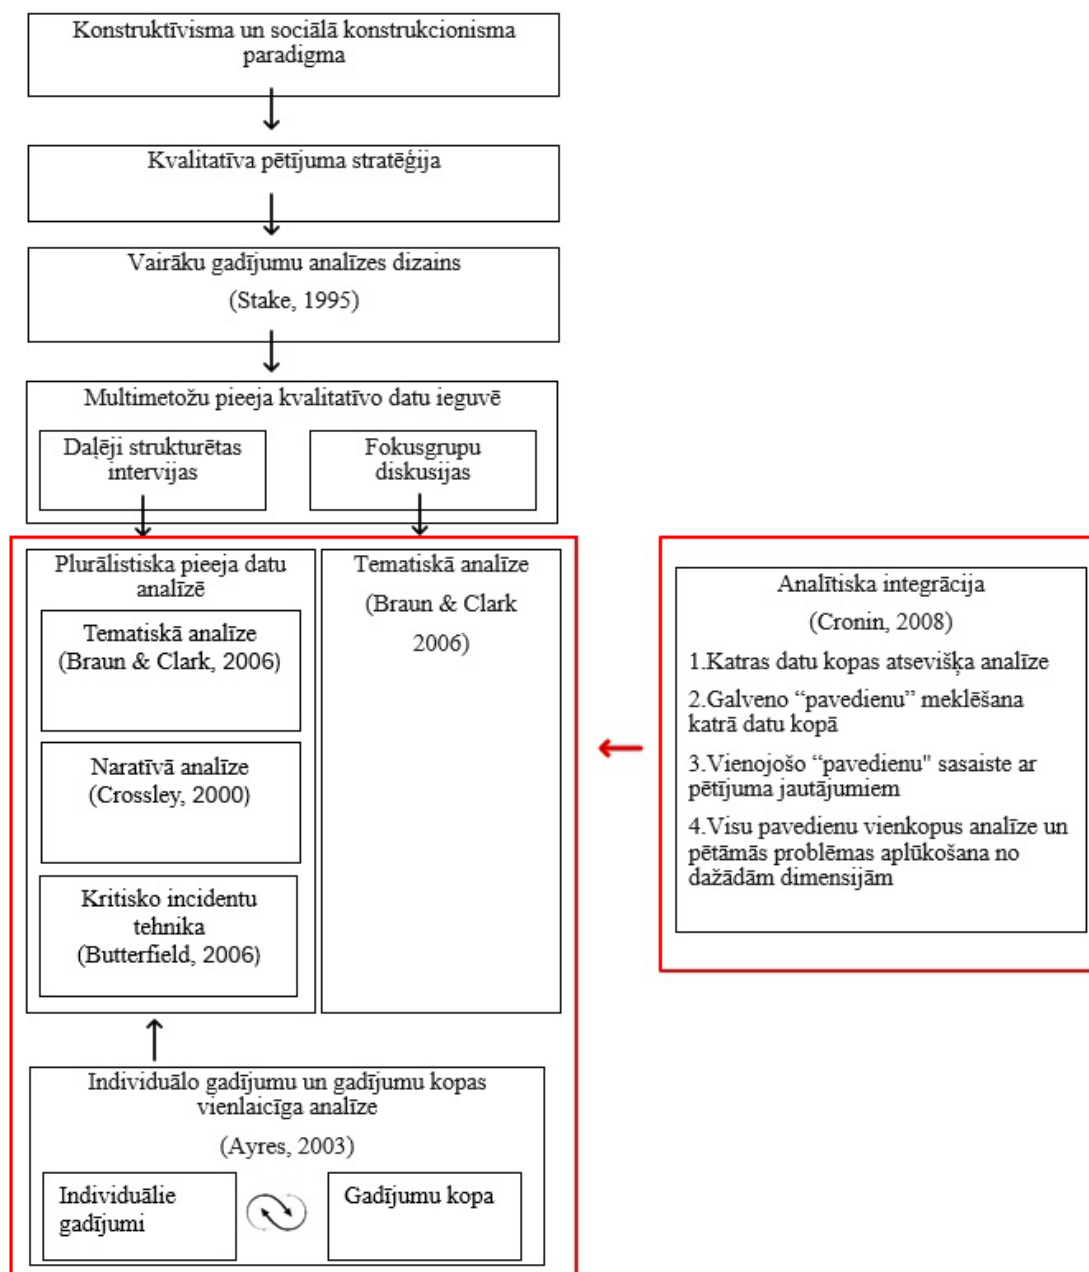 Konstruktīvisma un sociālā konstrukcionisma
paradigma
Kvalitatīva pētījuma stratēģija
Vairāku gadījumu analīzes dizains
(Stake, 1995)
Multimetožu pieeja kvalitatīvo datu ieguvē
Daļēji strukturētas
intervijas
Fokusgrupu
diskusijas
Plurālistiska pieeja datu
analīzē
Tematiskā analīze
(Braun & Clark, 2006)
Naratīvā analīze
(Crossley, 2000)
Kritisko incidentu
tehnika
(Butterfield, 2006)
Tematiskā analīze
(Braun & Clark
2006)
Analītiska integrācija
(Cronin, 2008)
1.Katras datu kopas atsevišķa analīze
2.Galveno “pavedienu” meklēšana
katrā datu kopā
3.Vienojošo “pavedienu" sasaiste ar
pētījuma jautājumiem
4.Visu pavedienu vienkopus analīze un
pētāmās problēmas aplūkošana no
dažādām dimensijām
Individuālo gadījumu un gadījumu kopas
vienlaicīga analīze
(Ayres, 2003)
Individuālie
gadījumi
Gadījumu kopa